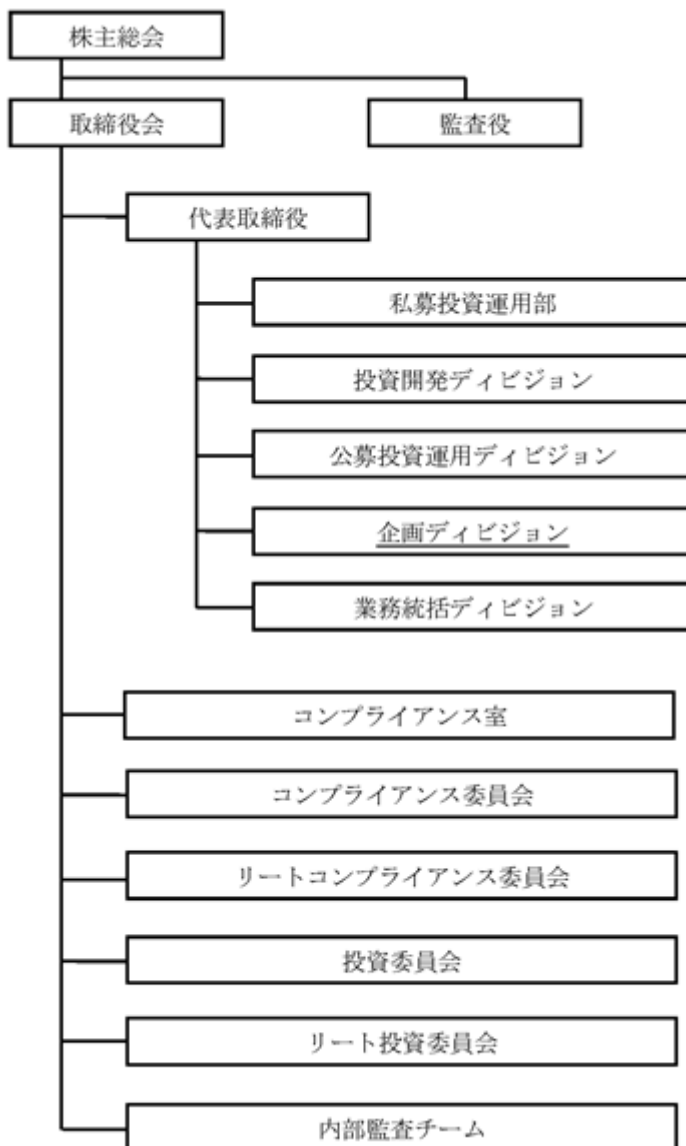 株主総会
取締役会
監査役
代表取締役
私募投資運用部
投資開発ディビジョン
公募投資運用ディビジョン
企画ディビジョン
業務統括ディビジョン
コンプライアンス室
コンプライアンス委員会
リートコンプライアンス委員会
投資委員会
リート投資委員会
内部監査チーム